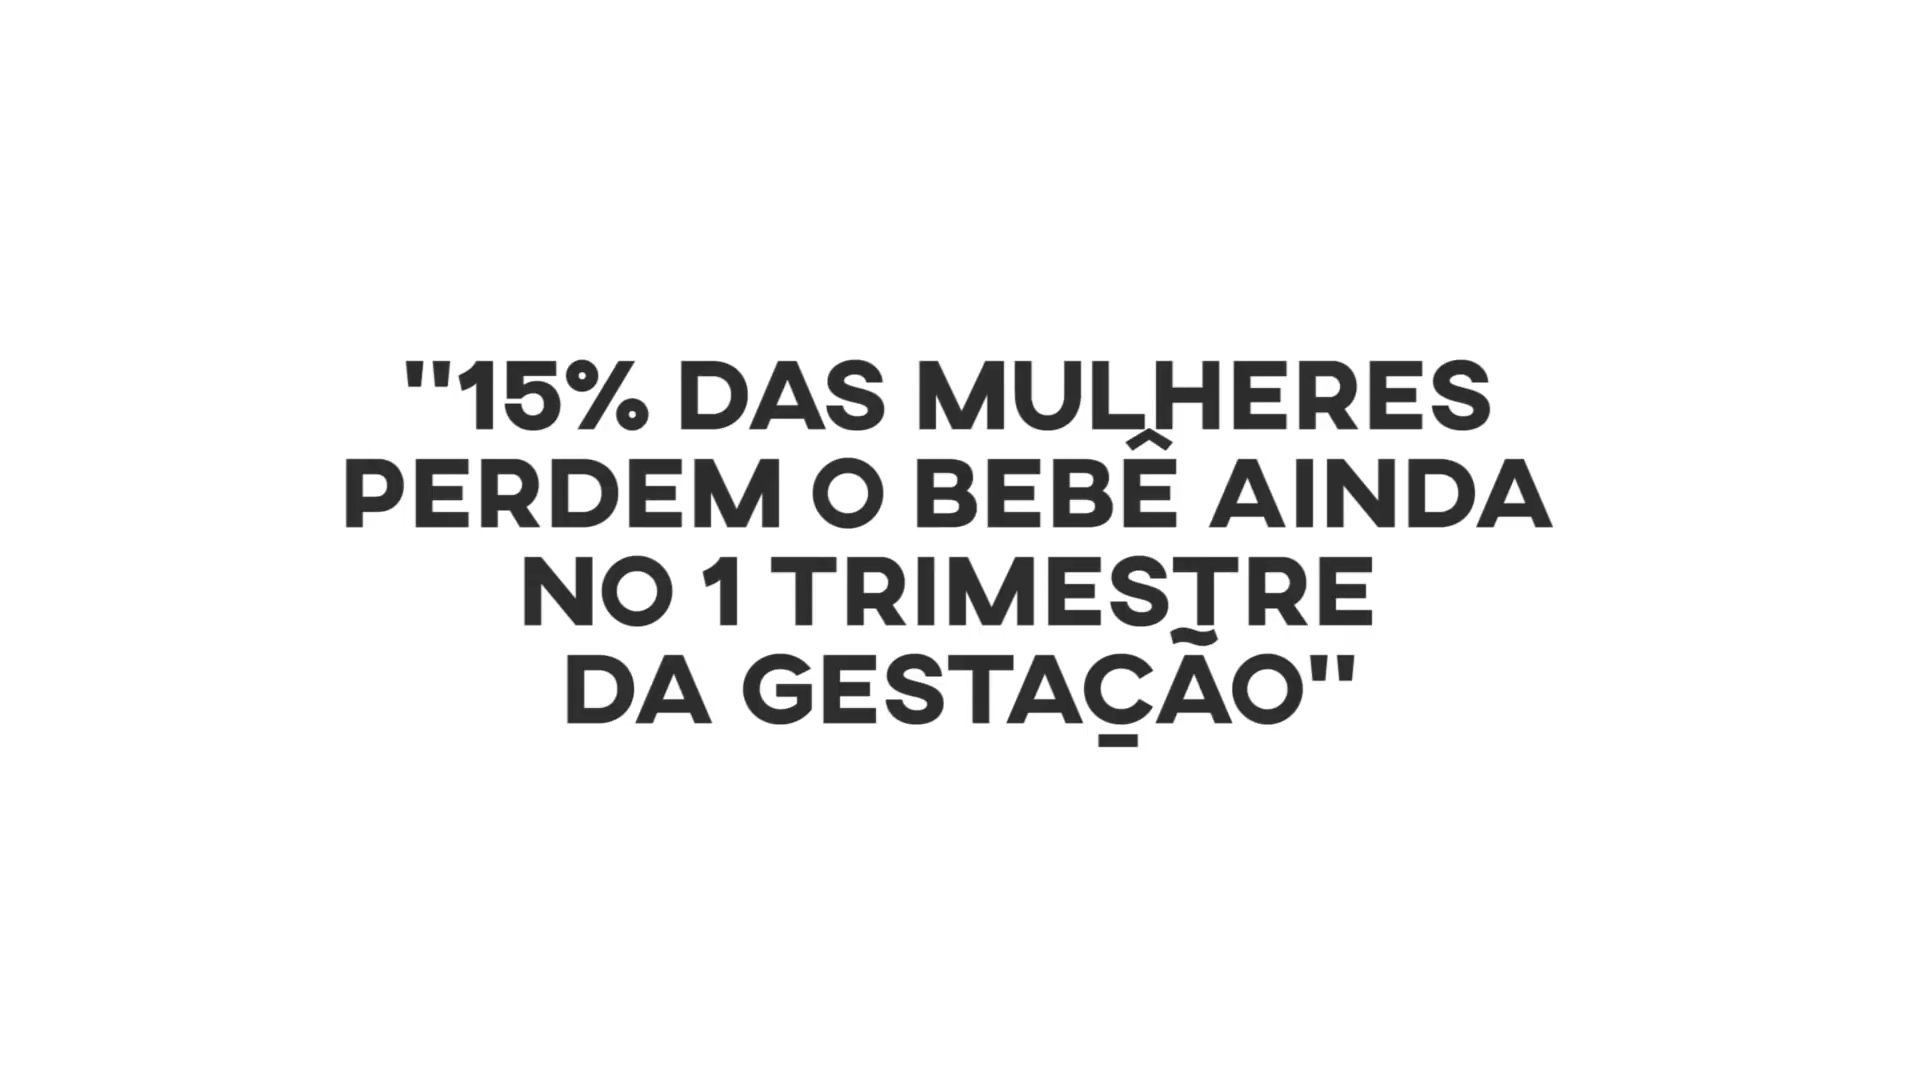 "15% DAS MULHERES
PERDEM O BEBÊ AINDA
NO 1 TRIMESTRE
DA GESTAÇÃO"